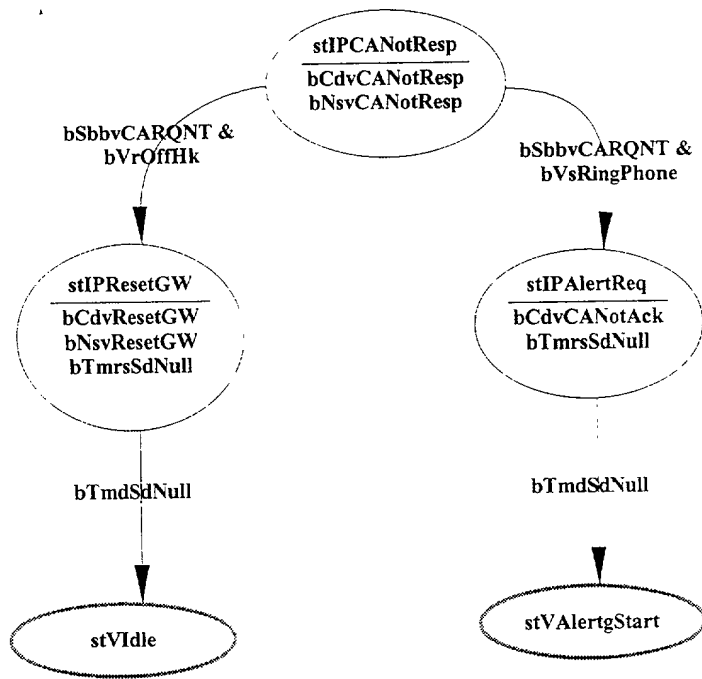 stIPCANotResp
bCdvCANotResp
bNsvCANotResp
bSbbvCARQNT &
bVrOffHk
bSbbvCARQNT &
bVsRingPhone
stIPResetGW
bCdvResetGW
bNsvResetGW
bTmrsSdNull
stIPAlertReq
bCdvCANotAck
bTmrsSdNull
bTmdSdNull
bTmdSdNull
stVIdle
stVAlertgStart